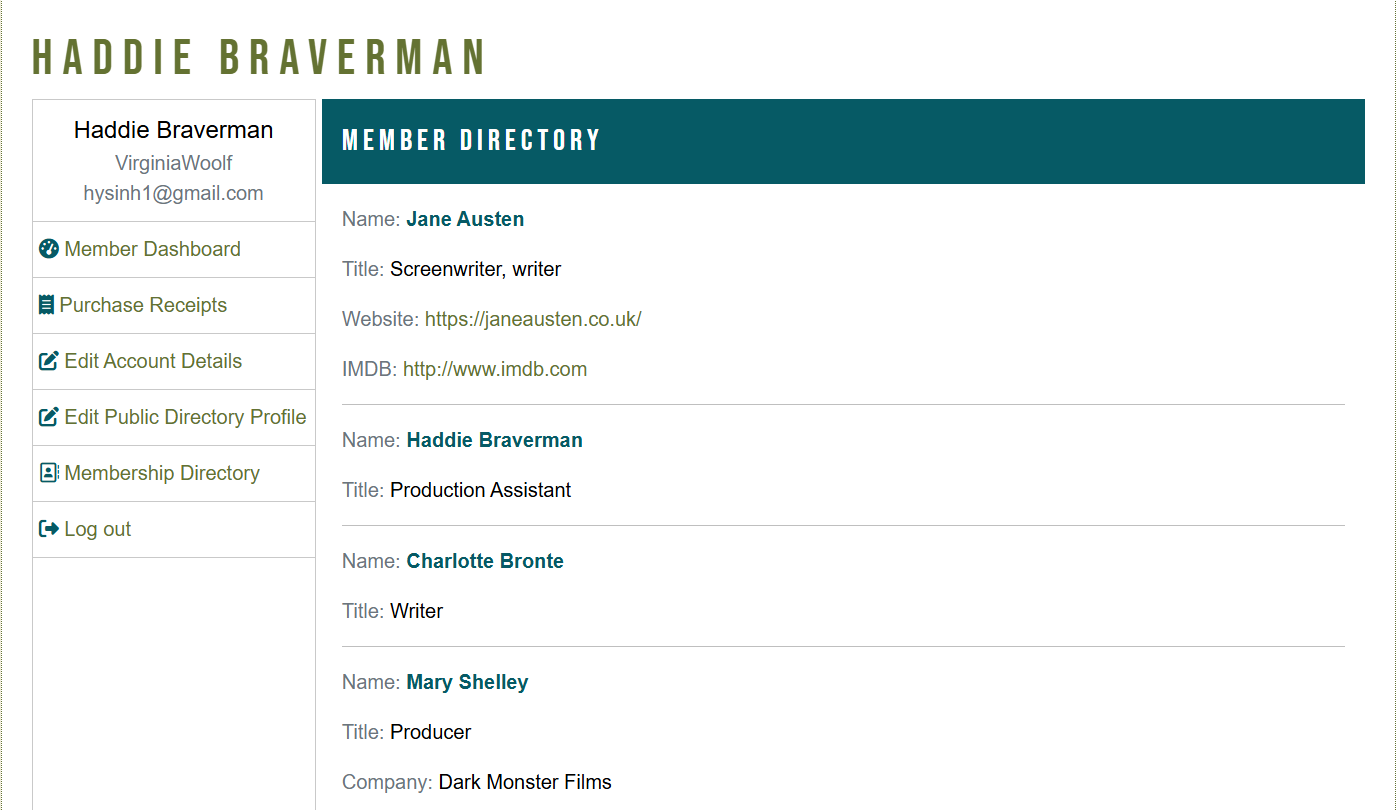 HADDIE BRAVERMAN
Haddie Braverman
VirginiaWoolf
hysinh1@gmail.com
Member Dashboard
Purchase Receipts
Edit Account Details
Edit Public Directory Profile
Membership Directory
Log out
MEMBER DIRECTORY
Name: Jane Austen
Title: Screenwriter, writer
Website: https://janeausten.co.uk/
IMDB: http://www.imdb.com
Name: Haddie Braverman
Title: Production Assistant
Name: Charlotte Bronte
Title: Writer
Name: Mary Shelley
Title: Producer
Company: Dark Monster Films